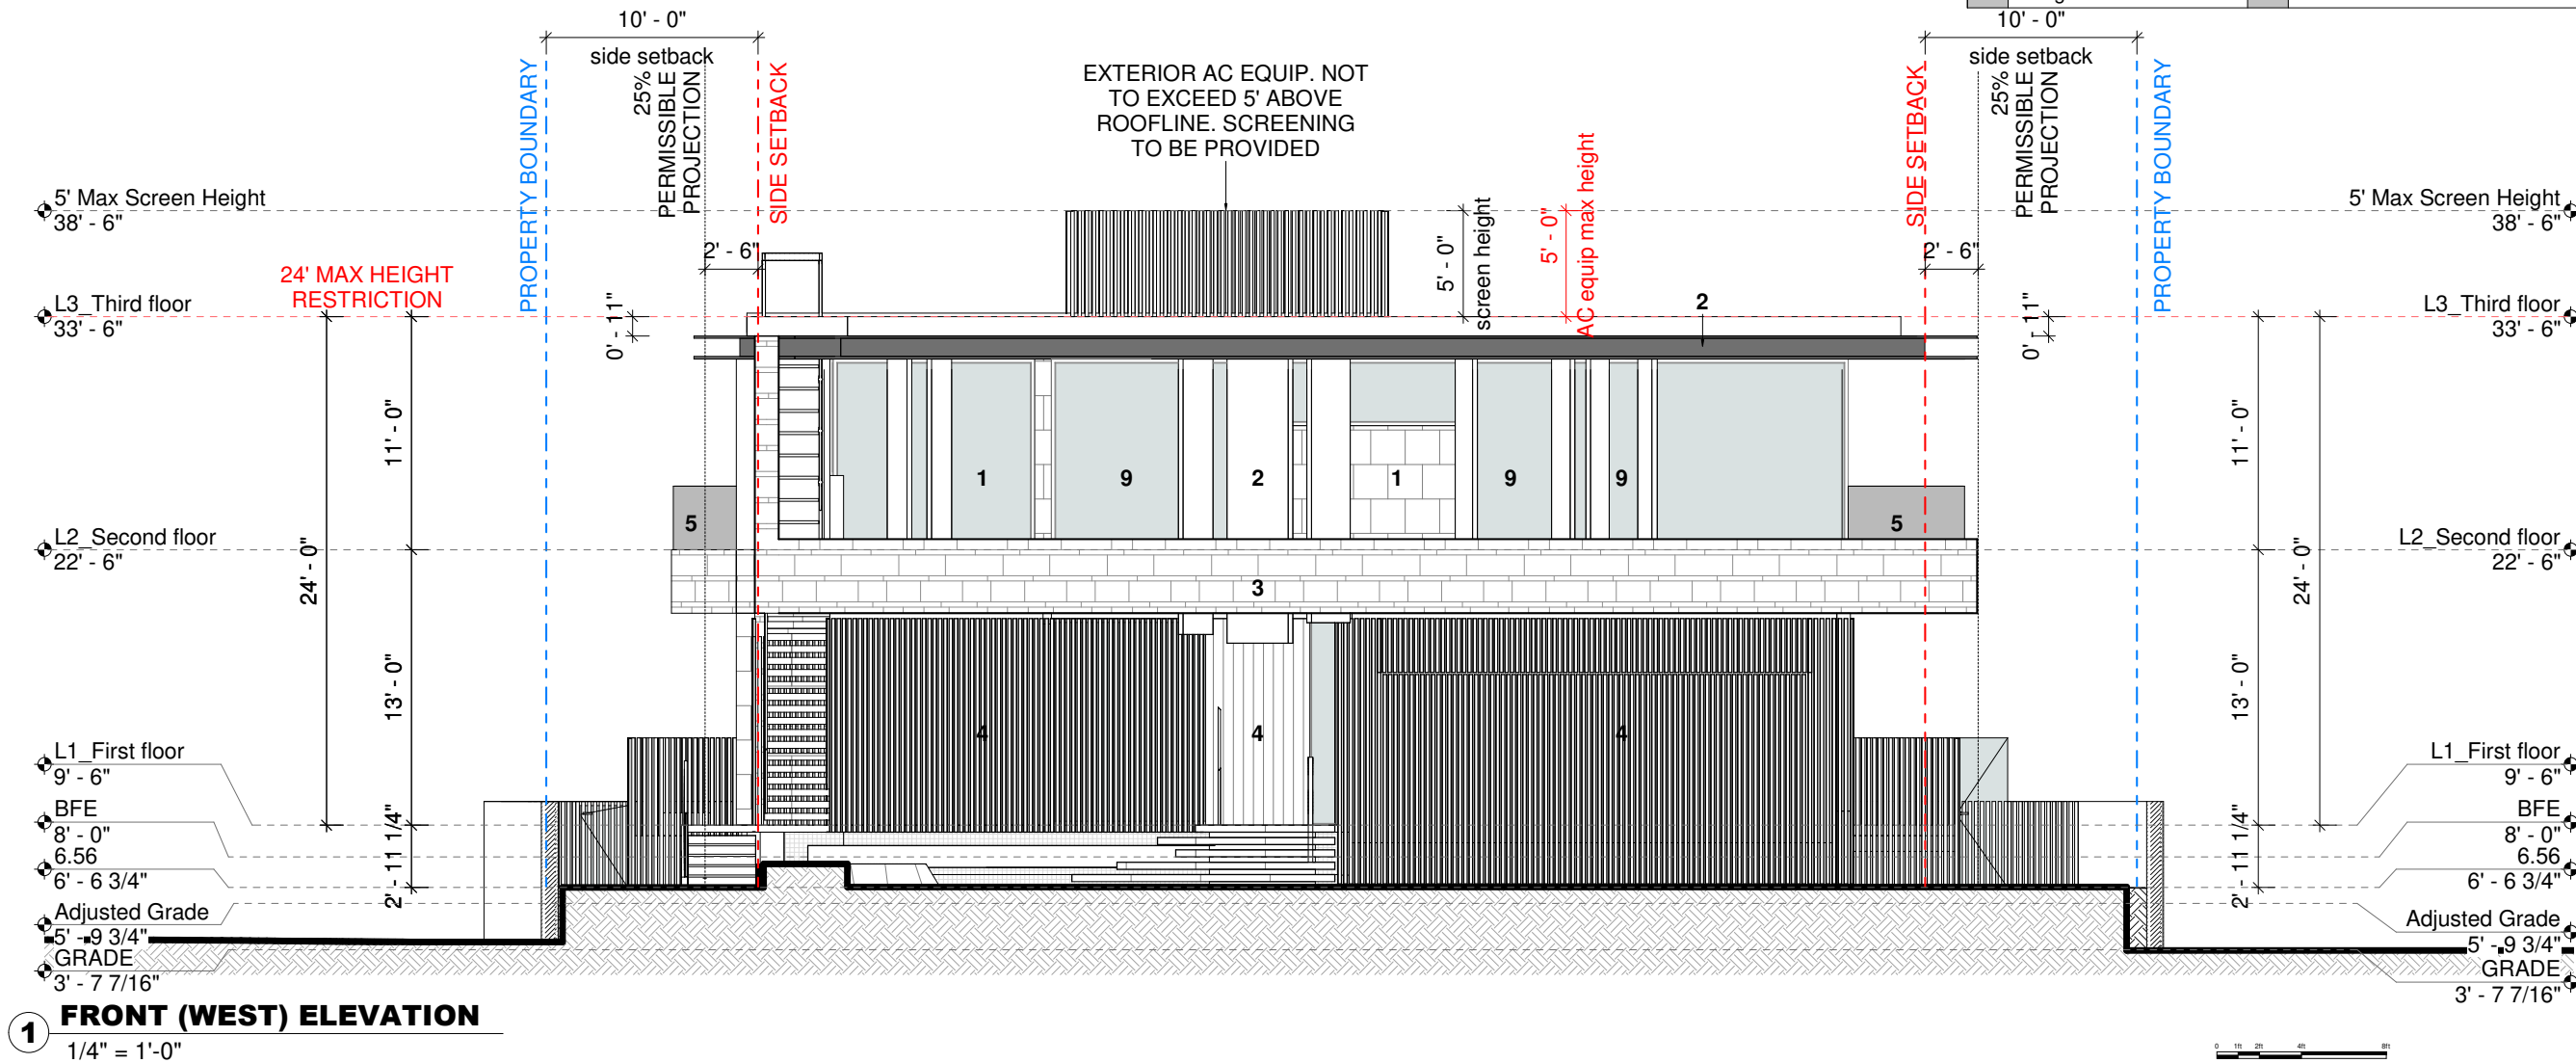 10' - 0"
side setback
25%
PERMISSIBLE
PROJECTION
PROPERTY BOUNDARY
SIDE SETBACK
EXTERIOR AC EQUIP. NOT
TO EXCEED 5' ABOVE
ROOFLINE. SCREENING
TO BE PROVIDED
10' - 0"
side setback
25%
PERMISSIBLE
PROJECTION
SIDE SETBACK
PROPERTY BOUNDARY
5' Max Screen Height
38' - 6"
24' MAX HEIGHT
RESTRICTION
L3_Third floor
33' - 6"
0' - 11"
2' - 6"
5' - 0"
screen height
5' - 0"
AC equip max height
2
2' - 6"
0' - 11"
5' Max Screen Height
38' - 6"
L3_Third floor
33' - 6"
11' - 0"
1
9
2
1
9
9
11' - 0"
5
5
L2_Second floor
22' - 6"
24' - 0"
3
24' - 0"
L2_Second floor
22' - 6"
13' - 0"
4
4
4
13' - 0"
L1_First floor
9' - 6"
BFE
8' - 0"
6.56
6' - 6 3/4"
Adjusted Grade
5' - 9 3/4"
GRADE
3' - 7 7/16"
2' - 11 1/4"
2' - 11 1/4"
L1_First floor
9' - 6"
BFE
8' - 0"
6.56
6' - 6 3/4"
Adjusted Grade
5' - 9 3/4"
GRADE
3' - 7 7/16"
1
FRONT (WEST) ELEVATION
1/4" = 1'-0"
0 1ft 2ft 4ft 8ft